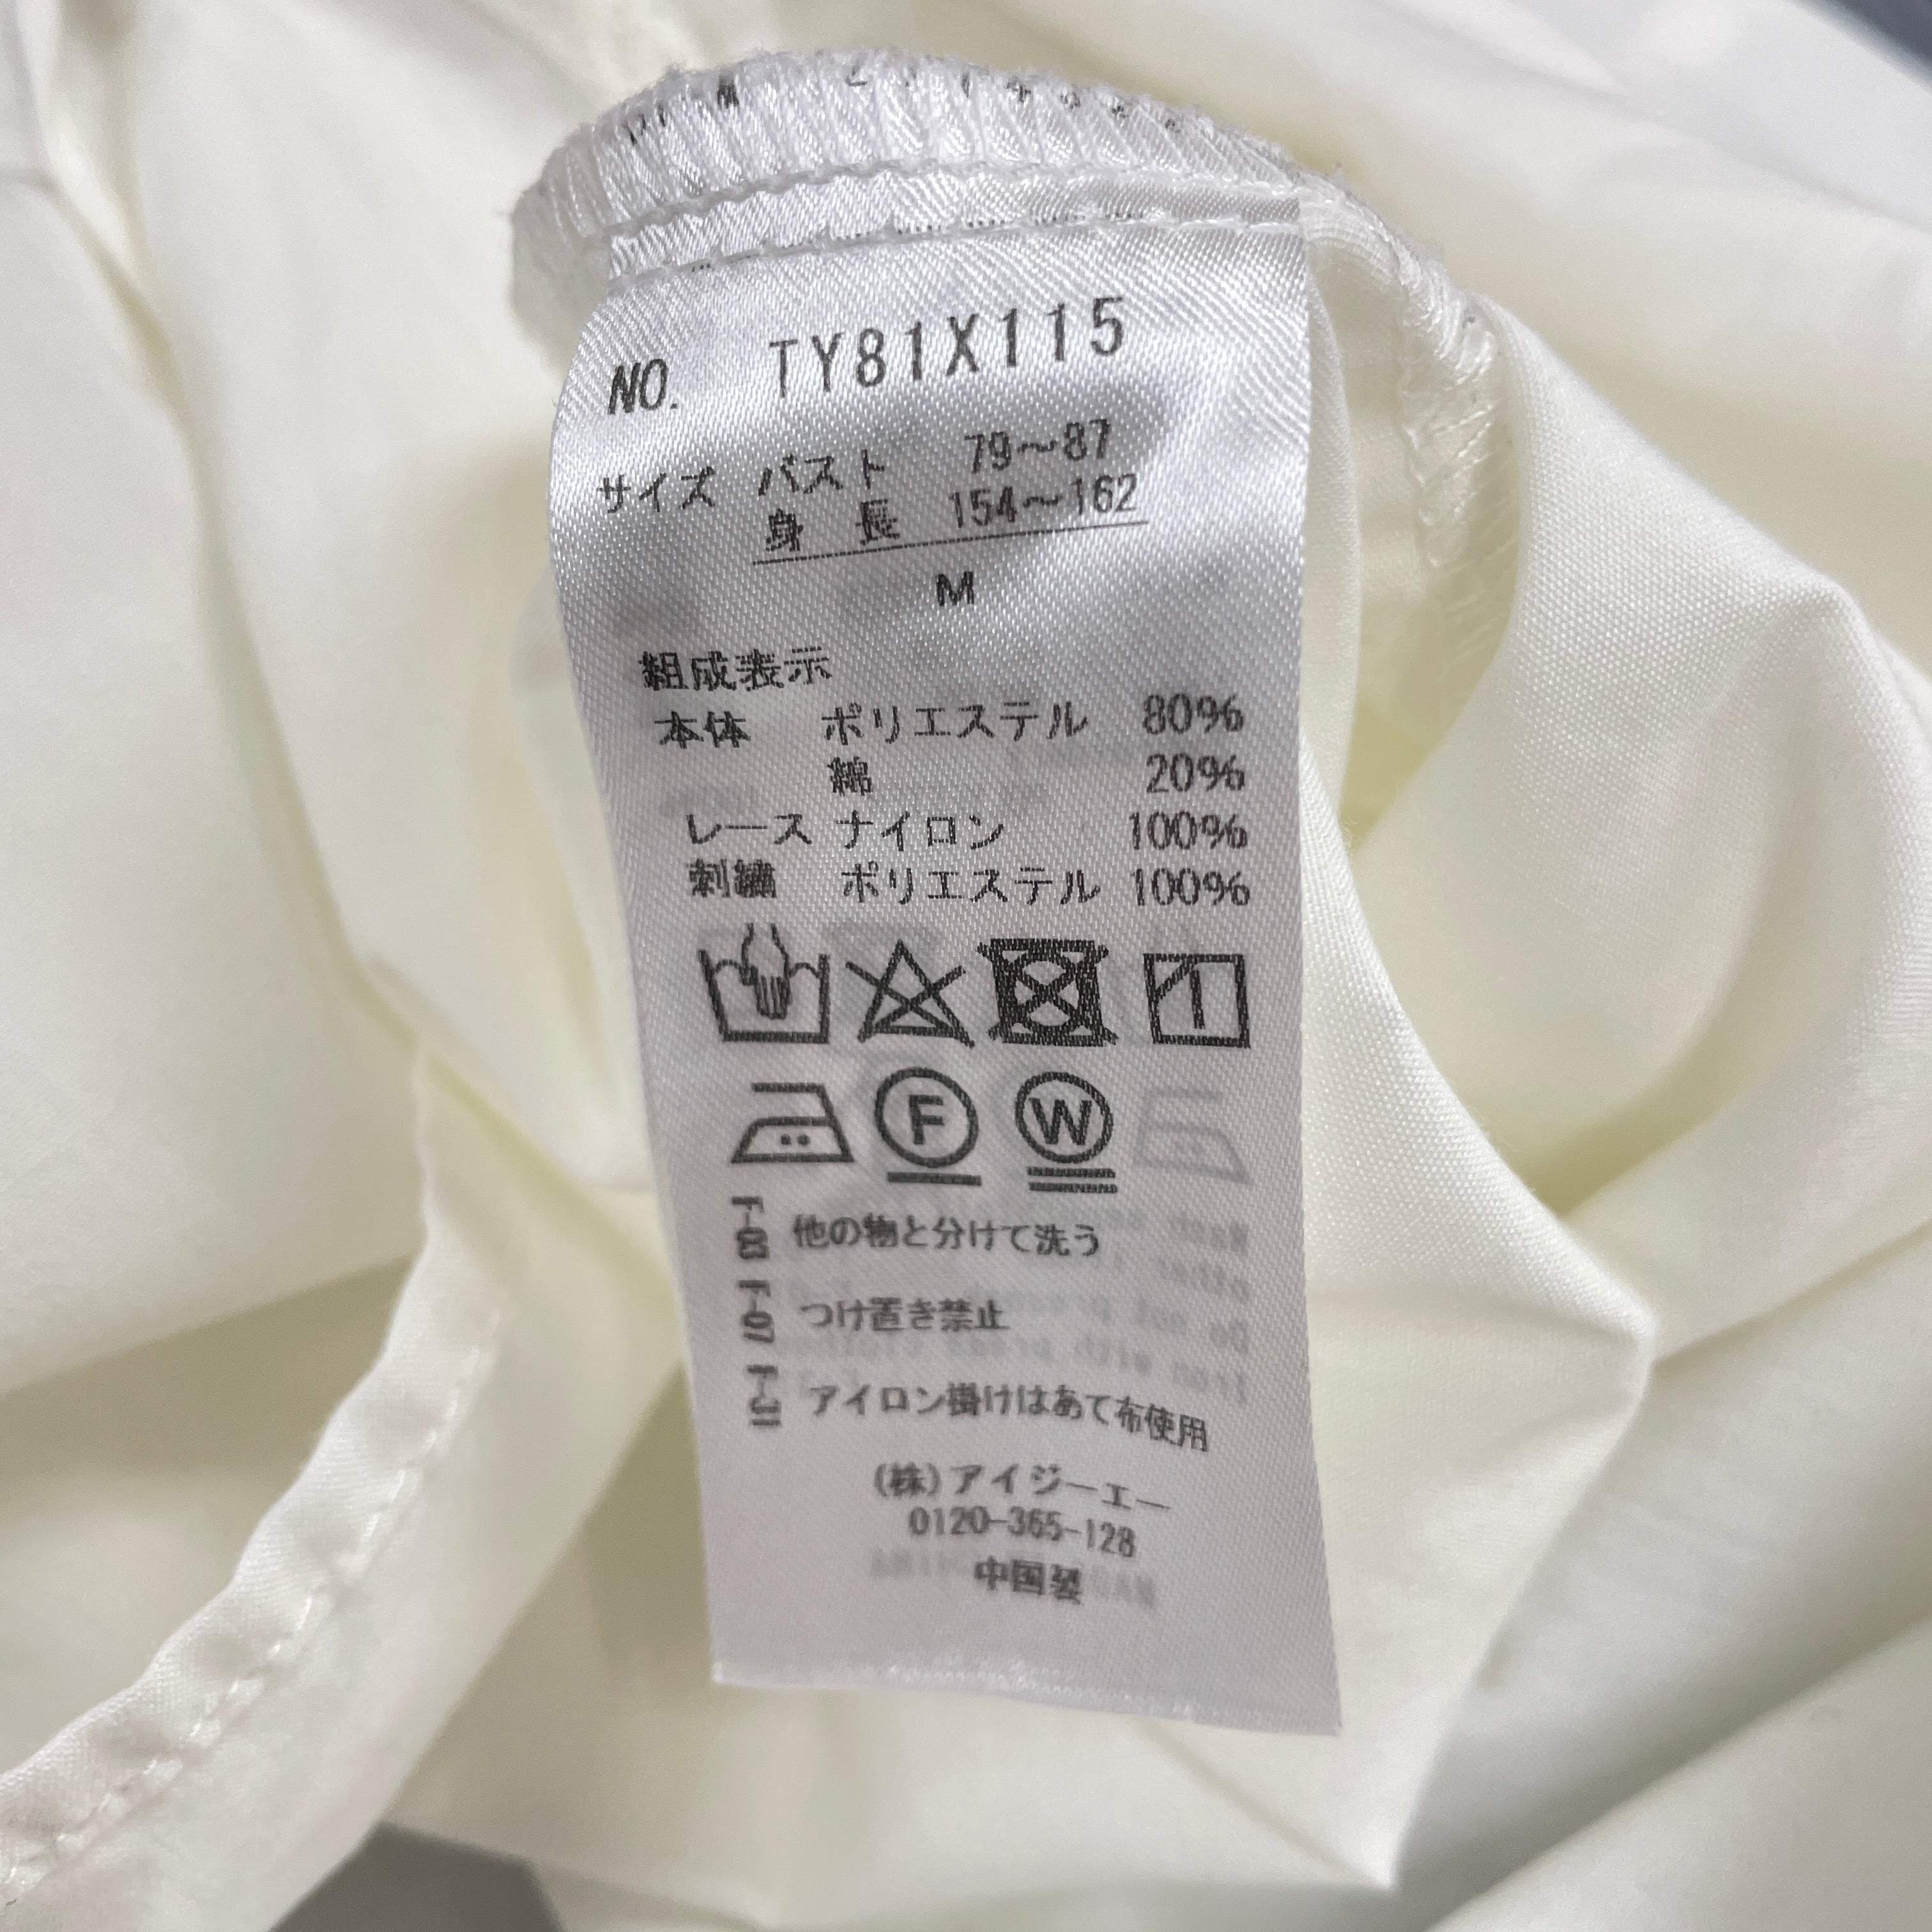 NO. TY81X115
サイズ バスト 79～87
身 長 154～162
M
組成表示
本体 ポリエステル 80%
綿 20%
レース ナイロン 100%
刺繍 ポリエステル 100%
1
F W
他の物と分けて洗う
つけ置き禁止
アイロン掛けはあて布使用
(株)アイジーエー
0120-365-128
中国製